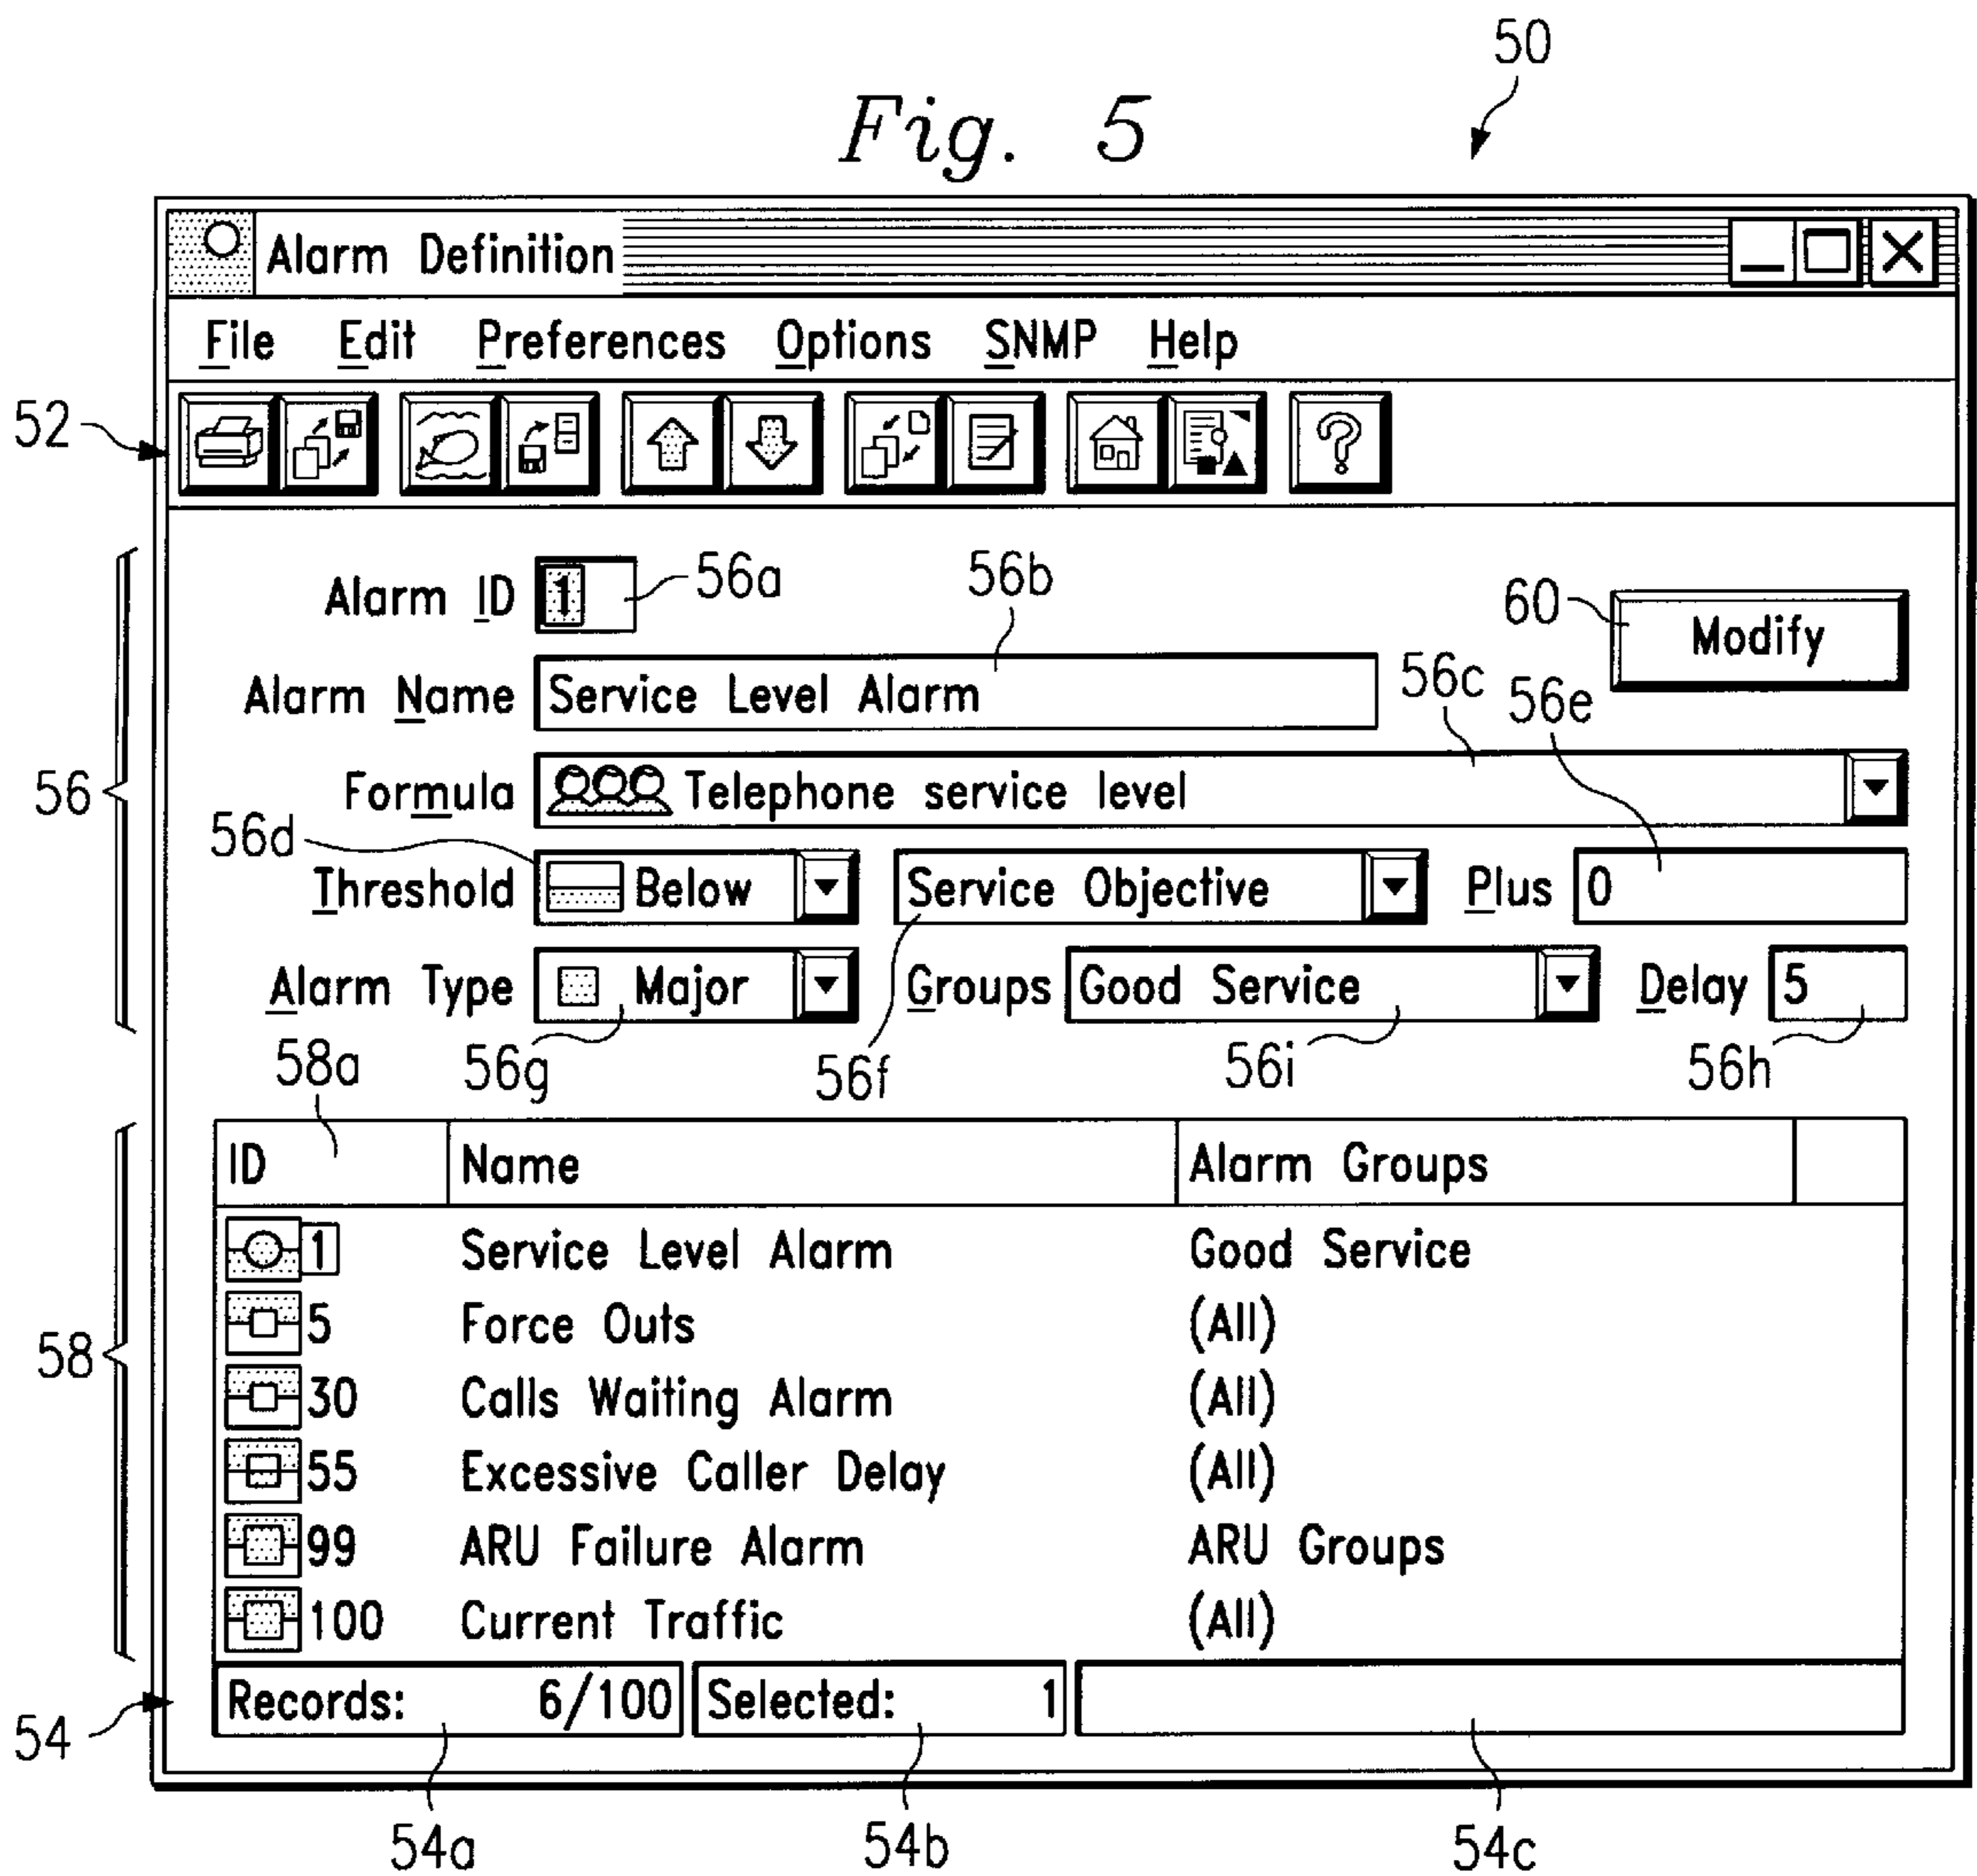 50
Fig. 5
Alarm Definition
File Edit Preferences Options SNMP Help
52
56
Alarm ID 1 56a 56b 60 Modify
Alarm Name Service Level Alarm 56c 56e
Formula Telephone service level
56d
Threshold Below Service Objective Plus 0
Alarm Type Major Groups Good Service Delay 5
58a 56g 56f 56i 56h
58
ID Name Alarm Groups
1 Service Level Alarm Good Service
5 Force Outs (All)
30 Calls Waiting Alarm (All)
55 Excessive Caller Delay (All)
99 ARU Failure Alarm ARU Groups
100 Current Traffic (All)
54 Records: 6/100 Selected: 1
54a 54b 54c